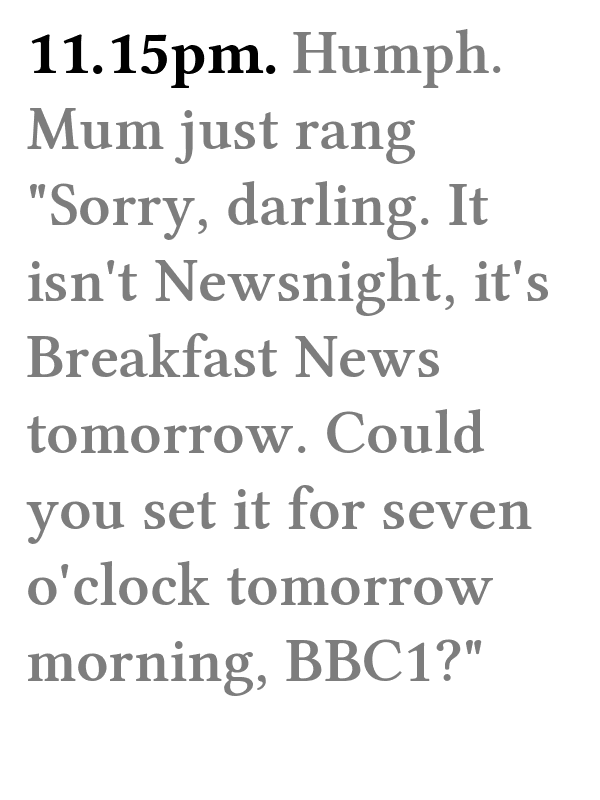 11.15pm. Humph.
Mum just rang
"Sorry, darling. It
isn't Newsnight, it's
Breakfast News
tomorrow. Could
you set it for seven
o'clock tomorrow
morning, BBC1?"